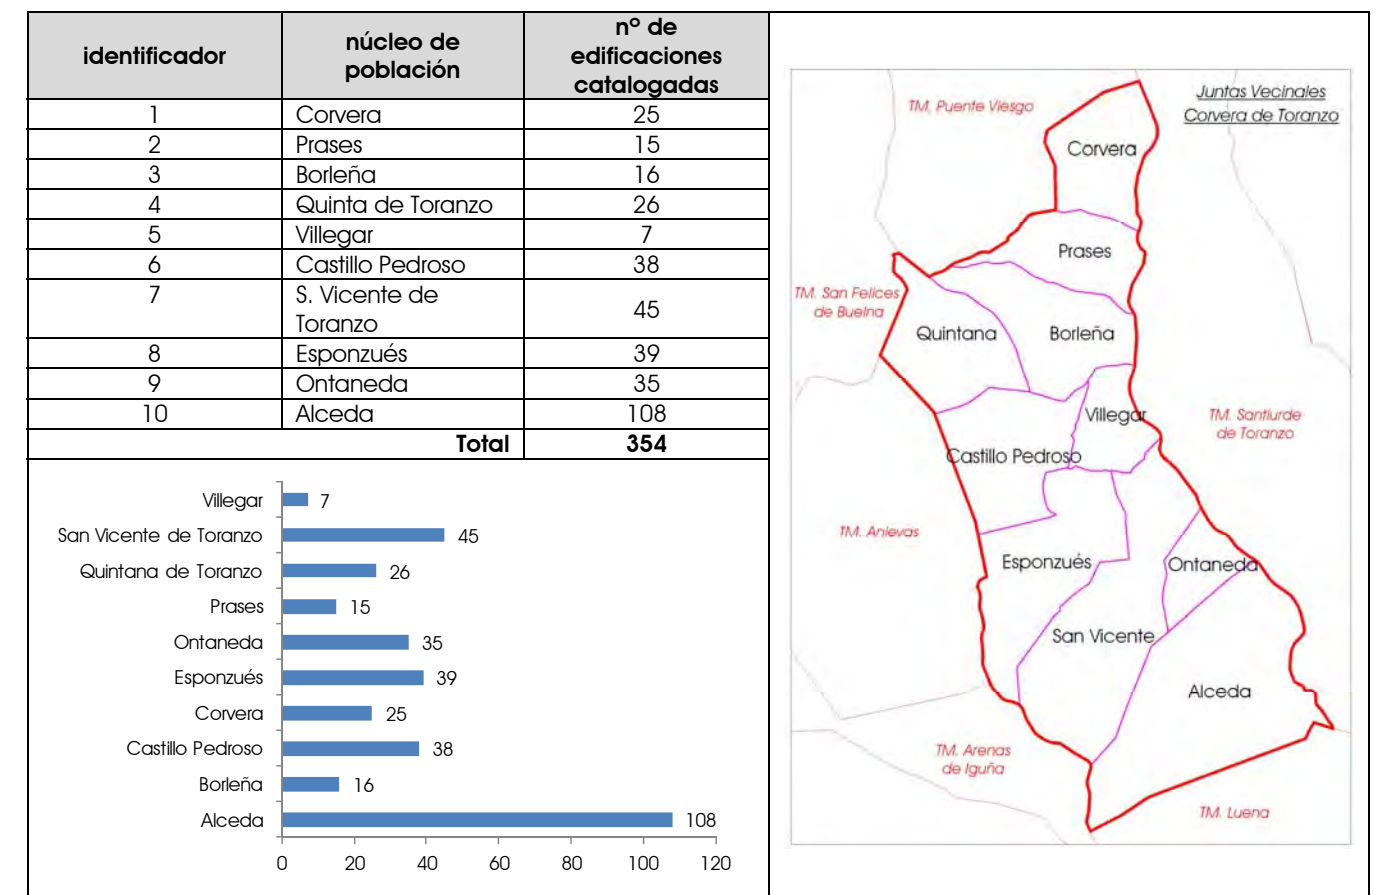 identificador
núcleo de
población
nº de
edificaciones
catalogadas
1 Corvera 25
2 Prases 15
3 Borleña 16
4 Quinta de Toranzo 26
5 Villegar 7
6 Castillo Pedroso 38
7 S. Vicente de
Toranzo 45
8 Esponzués 39
9 Ontaneda 35
10 Alceda 108
Total 354
Villegar 7
San Vicente de Toranzo 45
Quintana de Toranzo 26
Prases 15
Ontaneda 35
Esponzués 39
Corvera 25
Castillo Pedroso 38
Borleña 16
Alceda 108
0 20 40 60 80 100 120
Juntas Vecinales
Corvera de Toranzo
TM. Puente Viesgo
Corvera
Prases
TM. San Felices
de Buelna
Quintana
Borleña
Villegar
TM. Santiurde
de Toranzo
Castillo Pedroso
TM. Anievas
Esponzués
Ontaneda
San Vicente
Alceda
TM. Arenas
de Iguña
TM. Luena